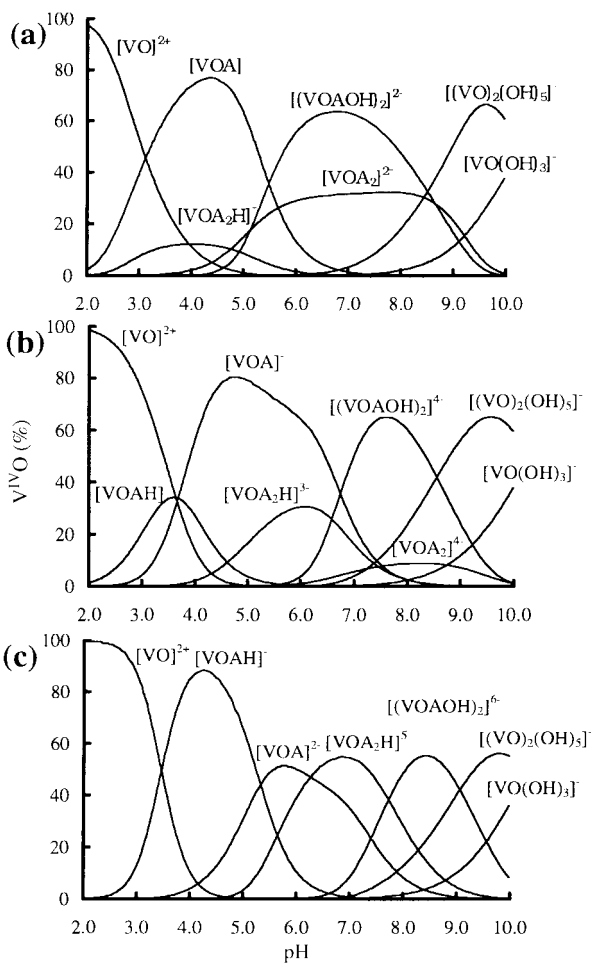 (a)
100
80
60
40
20
0
[VO]²⁺
[VOA]
[(VOAOH)₂]²⁻
[(VO)₂(OH)₅]⁻
[VO(OH)₃]⁻
[VOA₂]²⁻
[VOA₂H]⁻
2.0 3.0 4.0 5.0 6.0 7.0 8.0 9.0 10.0
(b)
100
80
60
40
20
0
VᴵⱽO (%)
[VO]²⁺
[VOA]⁻
[(VOAOH)₂]⁴⁻
[(VO)₂(OH)₅]⁻
[VOAH]
[VOA₂H]³⁻
[VO(OH)₃]⁻
[VOA₂]⁴⁻
2.0 3.0 4.0 5.0 6.0 7.0 8.0 9.0 10.0
(c)
100
80
60
40
20
0
[VO]²⁺ [VOAH]⁻
[(VOAOH)₂]⁶⁻
[VOA]²⁻ [VOA₂H]⁵
[(VO)₂(OH)₅]⁻
[VO(OH)₃]⁻
2.0 3.0 4.0 5.0 6.0 7.0 8.0 9.0 10.0
pH